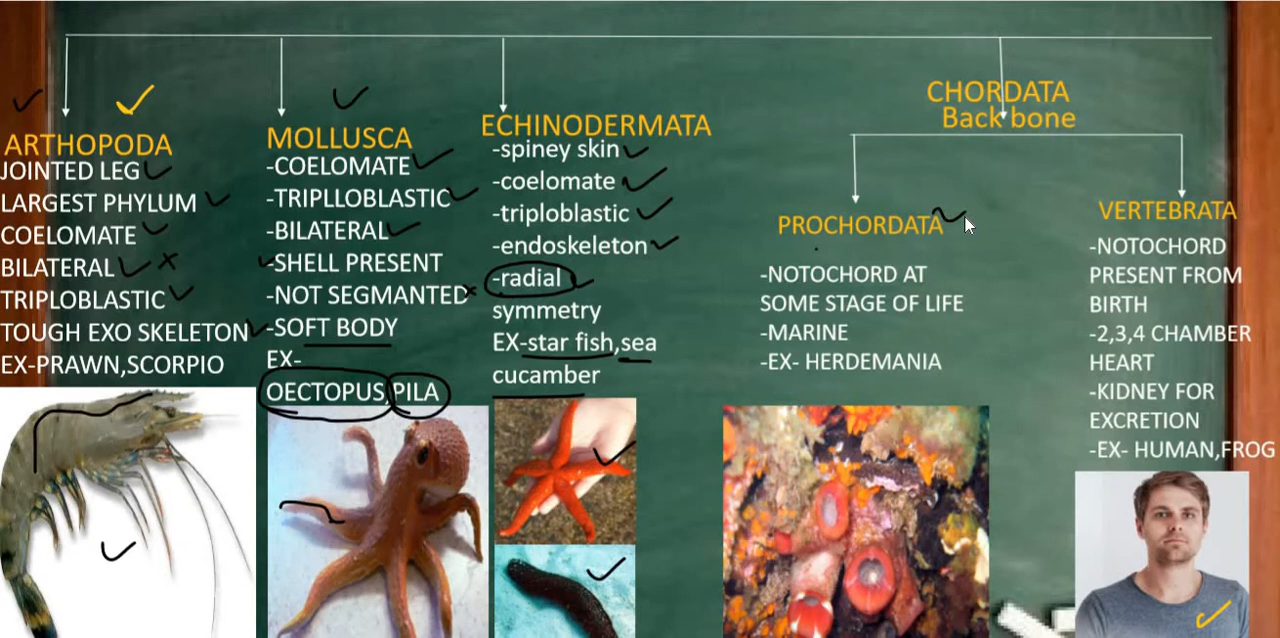 ARTHOPODA
JOINTED LEG
LARGEST PHYLUM
COELOMATE
BILATERAL
TRIPLOBLASTIC
TOUGH EXO SKELETON
EX-PRAWN,SCORPIO
MOLLUSCA
-COELOMATE
-TRIPLLOBLASTIC
-BILATERAL
-SHELL PRESENT
-NOT SEGMANTED
-SOFT BODY
EX-
OECTOPUS,PILA
ECHINODERMATA
-spiney skin
-coelomate
-triploblastic
-endoskeleton
-radial
symmetry
EX-star fish,sea
cucamber
CHORDATA
Back bone
PROCHORDATA
-NOTOCHORD AT
SOME STAGE OF LIFE
-MARINE
-EX- HERDEMANIA
VERTEBRATA
-NOTOCHORD
PRESENT FROM
BIRTH
-2,3,4 CHAMBER
HEART
-KIDNEY FOR
EXCRETION
-EX- HUMAN,FROG